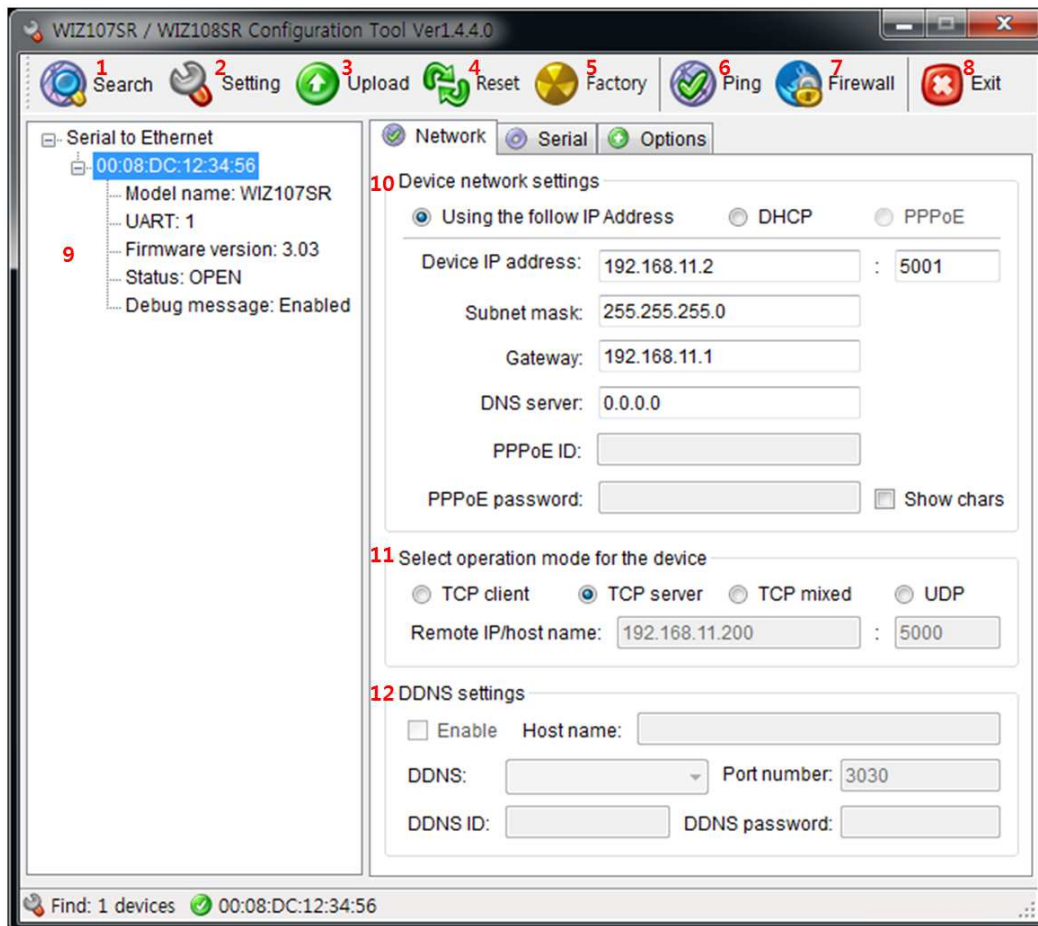 WIZ107SR / WIZ108SR Configuration Tool Ver1.4.4.0
1 Search 2 Setting 3 Upload 4 Reset 5 Factory 6 Ping 7 Firewall 8 Exit
Serial to Ethernet
00:08:DC:12:34:56
Model name: WIZ107SR
UART: 1
9
Firmware version: 3.03
Status: OPEN
Debug message: Enabled
Network Serial Options
10 Device network settings
Using the follow IP Address DHCP PPPoE
Device IP address: 192.168.11.2 : 5001
Subnet mask: 255.255.255.0
Gateway: 192.168.11.1
DNS server: 0.0.0.0
PPPoE ID:
PPPoE password: Show chars
11 Select operation mode for the device
TCP client TCP server TCP mixed UDP
Remote IP/host name: 192.168.11.200 : 5000
12 DDNS settings
Enable Host name:
DDNS: Port number: 3030
DDNS ID: DDNS password:
Find: 1 devices 00:08:DC:12:34:56